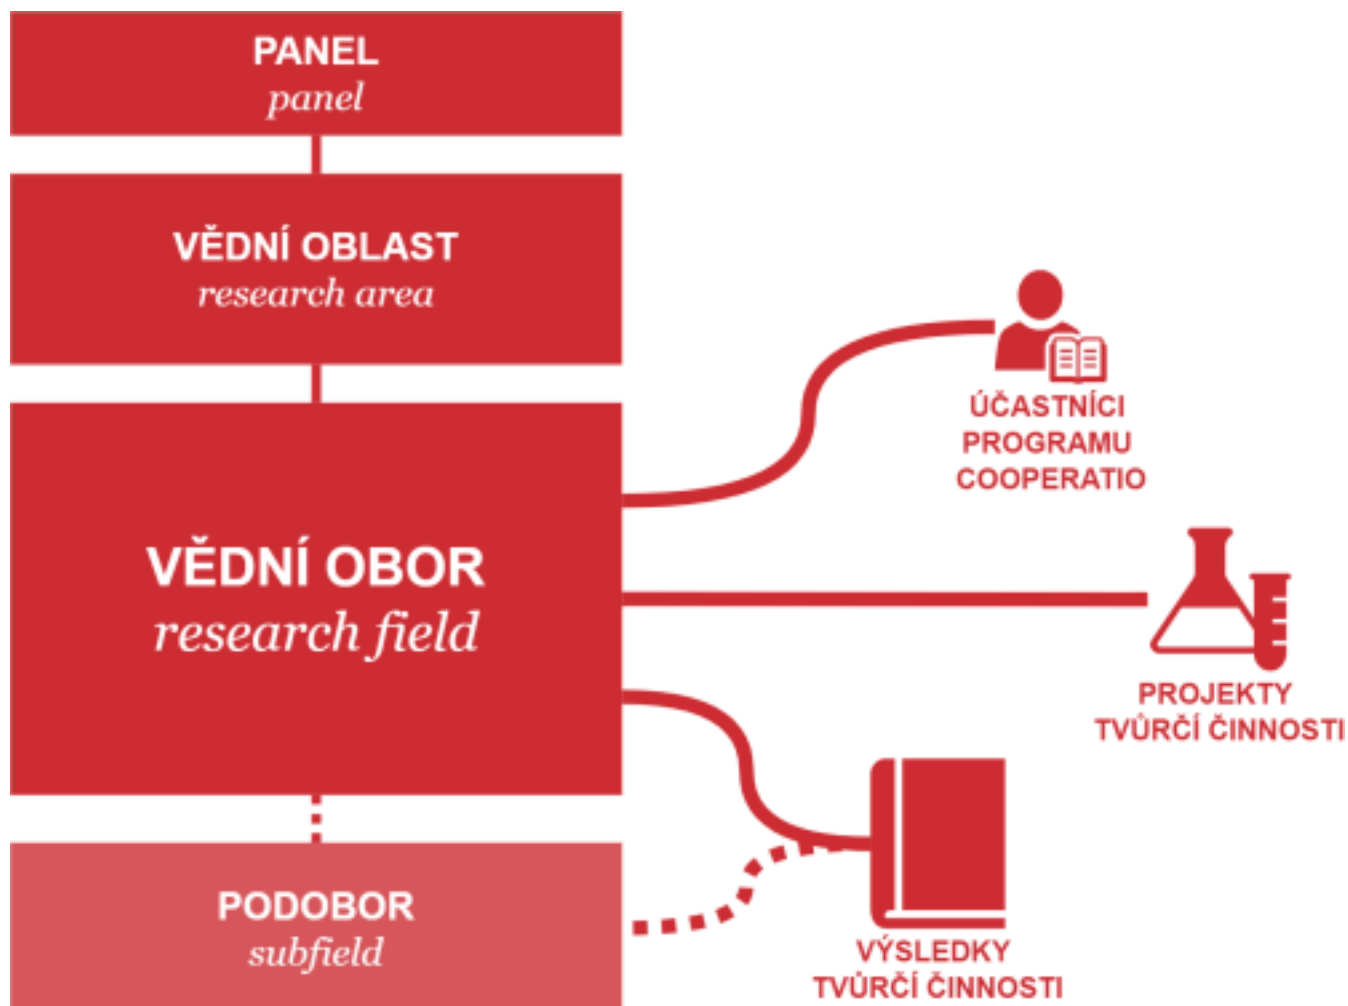 PANEL
panel
VĚDNÍ OBLAST
research area
VĚDNÍ OBOR
research field
PODOBOR
subfield
ÚČASTNÍCI
PROGRAMU
COOPERATIO
PROJEKTY
TVŮRČÍ ČINNOSTI
VÝSLEDKY
TVŮRČÍ ČINNOSTI